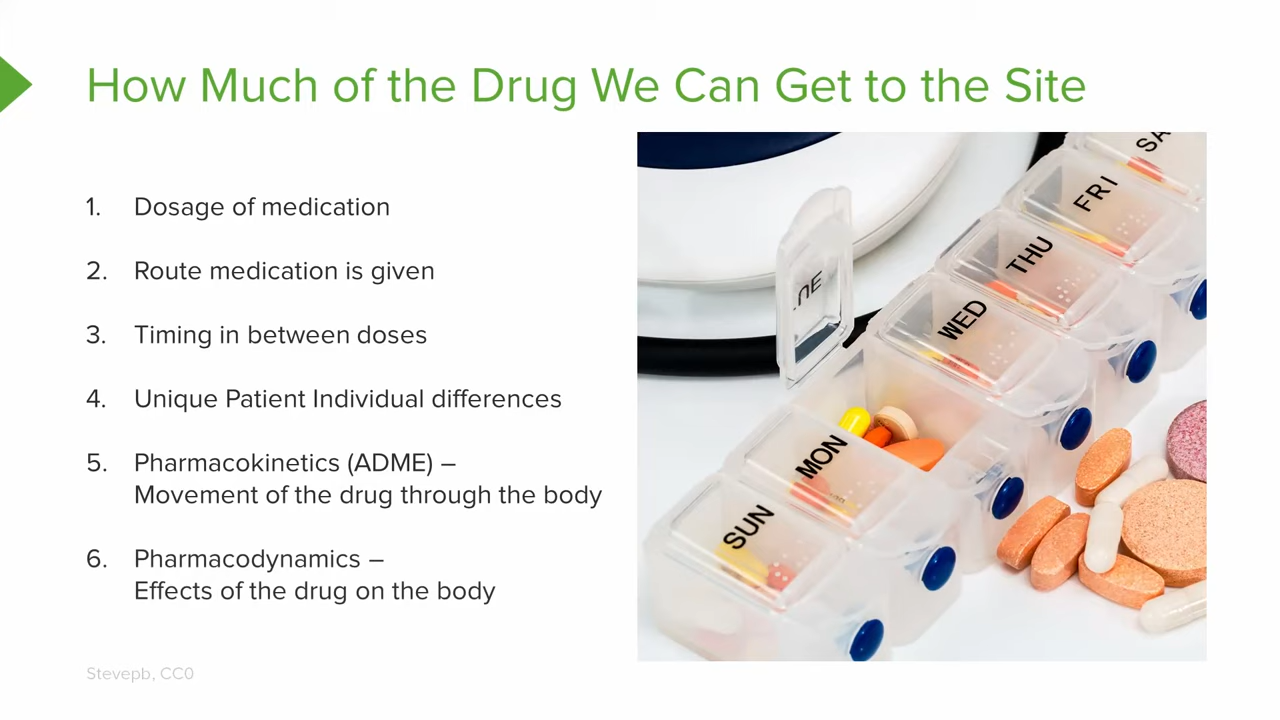 How Much of the Drug We Can Get to the Site
1. Dosage of medication
2. Route medication is given
3. Timing in between doses
4. Unique Patient Individual differences
5. Pharmacokinetics (ADME) –
Movement of the drug through the body
6. Pharmacodynamics –
Effects of the drug on the body
Stevepb, CC0
SA
FRI
THU
UE
WED
MON
SUN